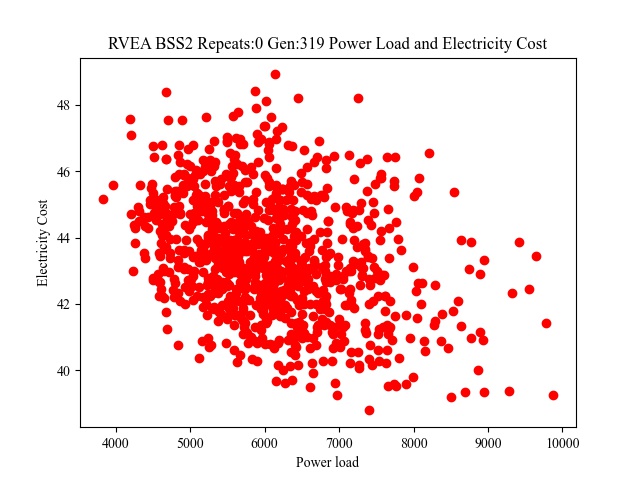 RVEA BSS2 Repeats:0 Gen:319 Power Load and Electricity Cost
48
46
44
42
40
Electricity Cost
4000 5000 6000 7000 8000 9000 10000
Power load